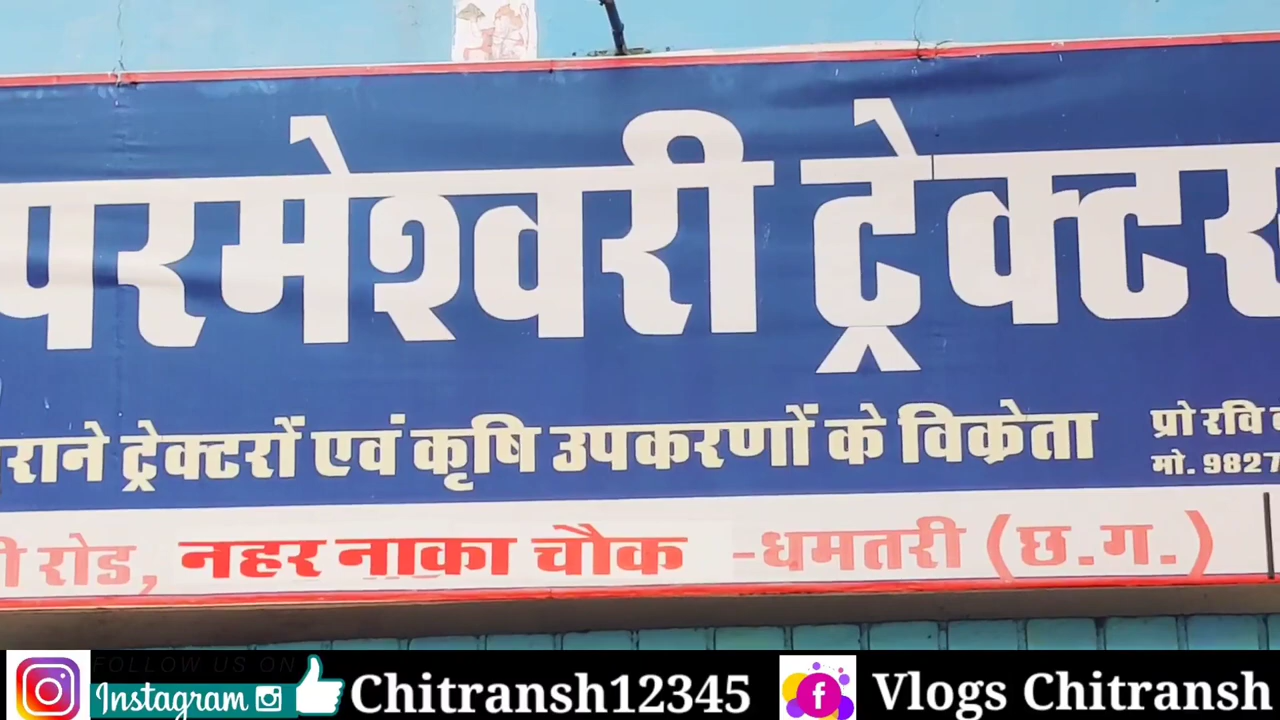 परमेश्वरी ट्रेक्टर
पुराने ट्रेक्टरों एवं कृषि उपकरणों के विक्रेता
प्रो रवि
मो. 9827
रोड, नहर नाका चौक -धमतरी (छ.ग.)
FOLLOW US ON
Instagram
Chitransh12345
Vlogs Chitransh